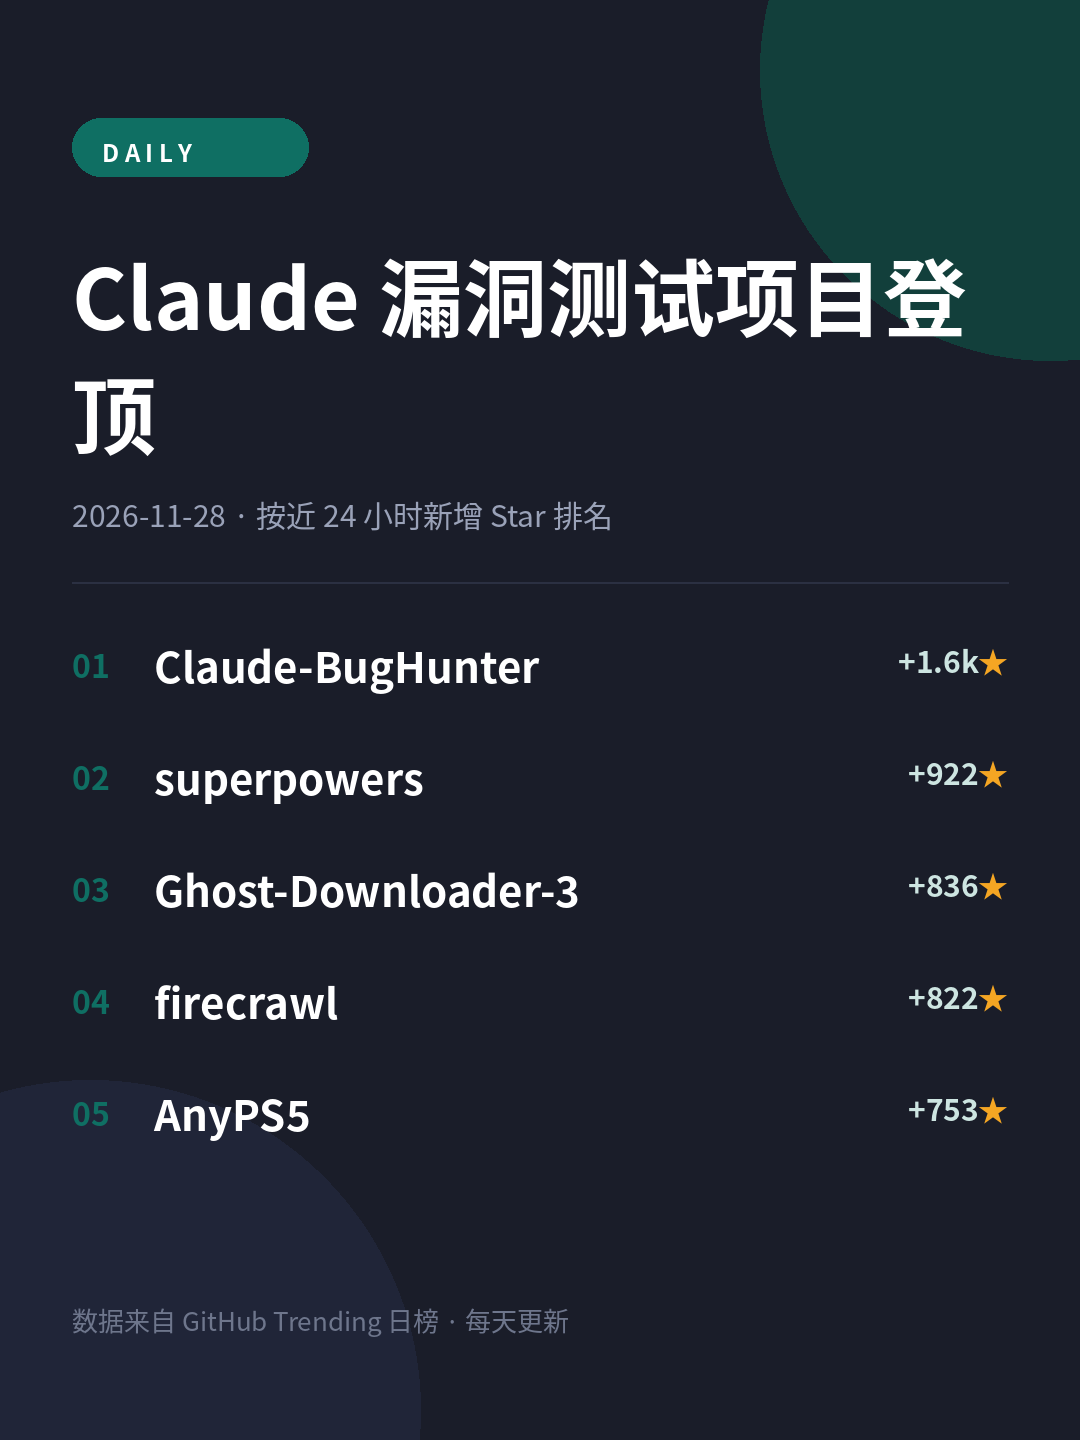 DAILY
Claude 漏洞测试项目登
顶
2026-11-28 · 按近 24 小时新增 Star 排名
01 Claude-BugHunter +1.6k★
02 superpowers +922★
03 Ghost-Downloader-3 +836★
04 firecrawl +822★
05 AnyPS5 +753★
数据来自 GitHub Trending 日榜 · 每天更新